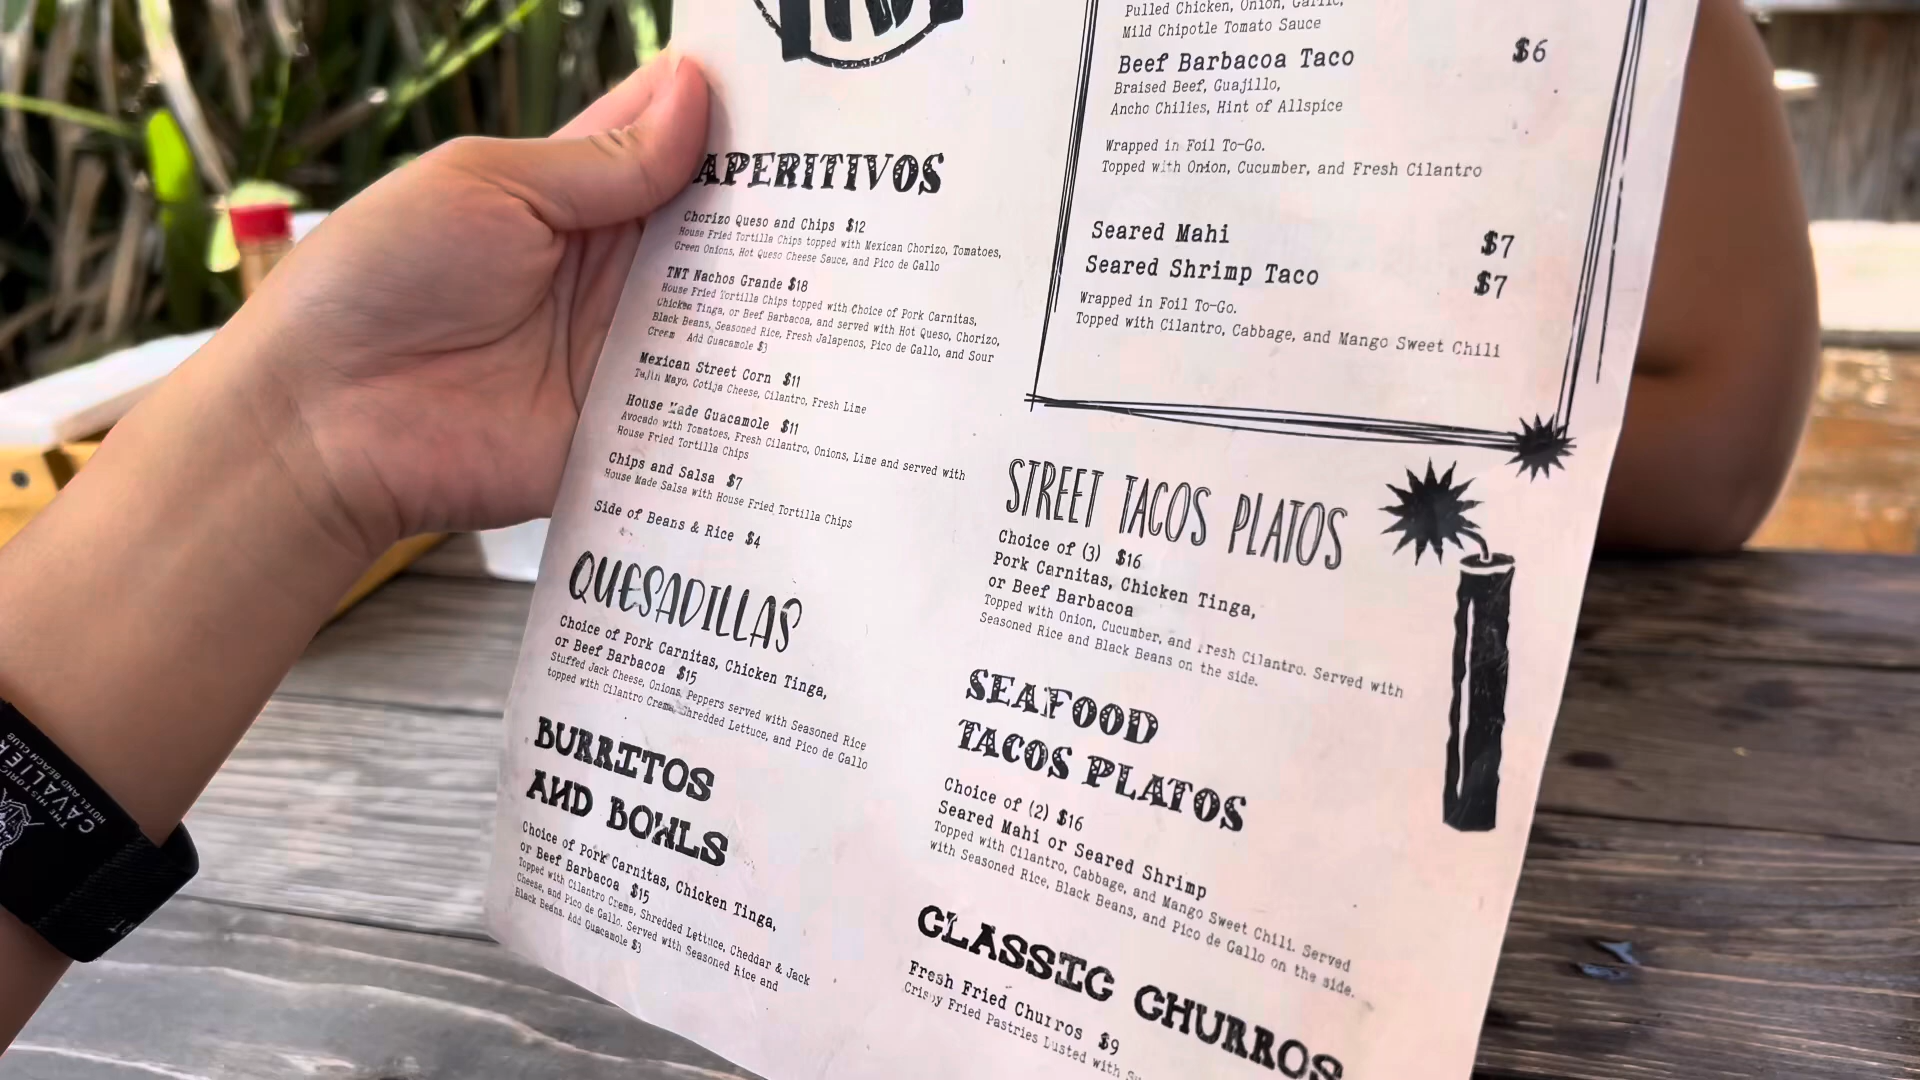 TNT
APERITIVOS
Chorizo Queso and Chips $12
House Fried Tortilla Chips topped with Mexican Chorizo, Tomatoes,
Green Onions, Hot Queso Cheese Sauce, and Pico de Gallo
TNT Nachos Grande $18
House Fried Tortilla Chips topped with Choice of Pork Carnitas,
Chicken Tinga, or Beef Barbacoa, and served with Hot Queso, Chorizo,
Black Beans, Seasoned Rice, Fresh Jalapenos, Pico de Gallo, and Sour
Cream Add Guacamole $3
Mexican Street Corn $11
Tajin Mayo, Cotija Cheese, Cilantro, Fresh Lime
House Made Guacamole $11
Avocado with Tomatoes, Fresh Cilantro, Onions, Lime and served with
House Fried Tortilla Chips
Chips and Salsa $7
House Made Salsa with House Fried Tortilla Chips
Side of Beans & Rice $4
QUESADILLAS
Choice of Pork Carnitas, Chicken Tinga,
or Beef Barbacoa $15
Stuffed Jack Cheese, Onions, Peppers served with Seasoned Rice
topped with Cilantro Crema, Shredded Lettuce, and Pico de Gallo
BURRITOS
AND BOWLS
Choice of Pork Carnitas, Chicken Tinga,
or Beef Barbacoa $15
Topped with Cilantro Crema, Shredded Lettuce, Cheddar & Jack
Cheese, and Pico de Gallo. Served with Seasoned Rice and
Black Beans. Add Guacamole $3
Pulled Chicken, Onion, Garlic,
Mild Chipotle Tomato Sauce
Beef Barbacoa Taco $6
Braised Beef, Guajillo,
Ancho Chilies, Hint of Allspice
Wrapped in Foil To-Go.
Topped with Onion, Cucumber, and Fresh Cilantro
Seared Mahi $7
Seared Shrimp Taco $7
Wrapped in Foil To-Go.
Topped with Cilantro, Cabbage, and Mango Sweet Chili
STREET TACOS PLATOS
Choice of (3) $16
Pork Carnitas, Chicken Tinga,
or Beef Barbacoa
Topped with Onion, Cucumber, and Fresh Cilantro. Served with
Seasoned Rice and Black Beans on the side.
SEAFOOD
TACOS PLATOS
Choice of (2) $16
Seared Mahi or Seared Shrimp
Topped with Cilantro, Cabbage, and Mango Sweet Chili. Served
with Seasoned Rice, Black Beans, and Pico de Gallo on the side.
CLASSIC CHURROS
Fresh Fried Churros $9
Crispy Fried Pastries Dusted with
THE HISTORIC
CAVALIER
HOTEL AND BEACH CLUB